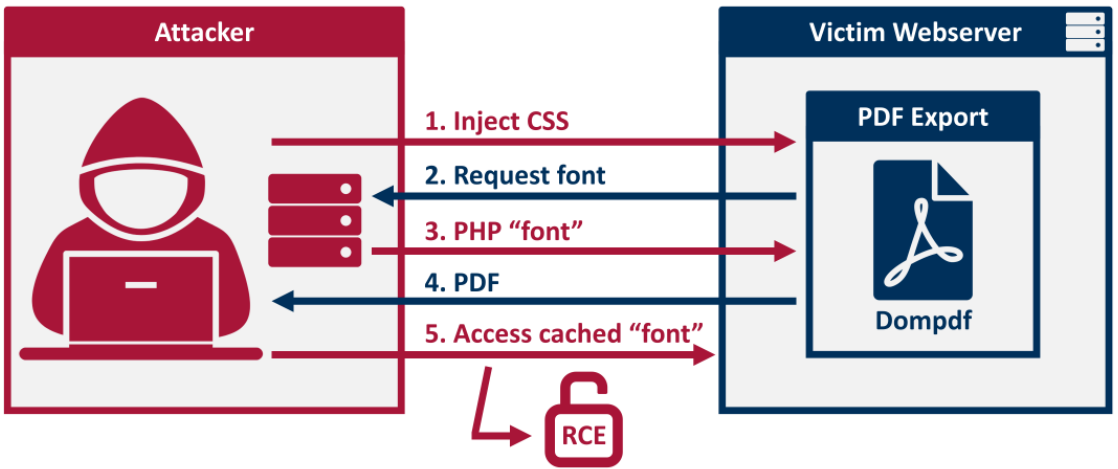 Attacker
Victim Webserver
1. Inject CSS
PDF Export
2. Request font
3. PHP “font”
4. PDF
Dompdf
5. Access cached “font”
RCE